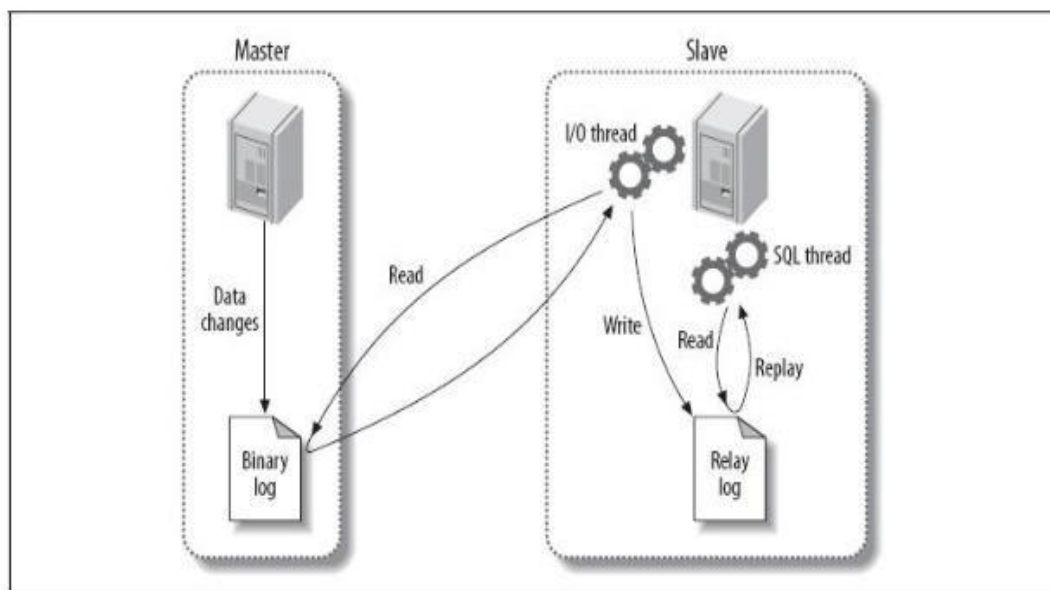 Master
Slave
I/O thread
SQL thread
Read
Data
changes
Write
Read
Replay
Binary
log
Relay
log